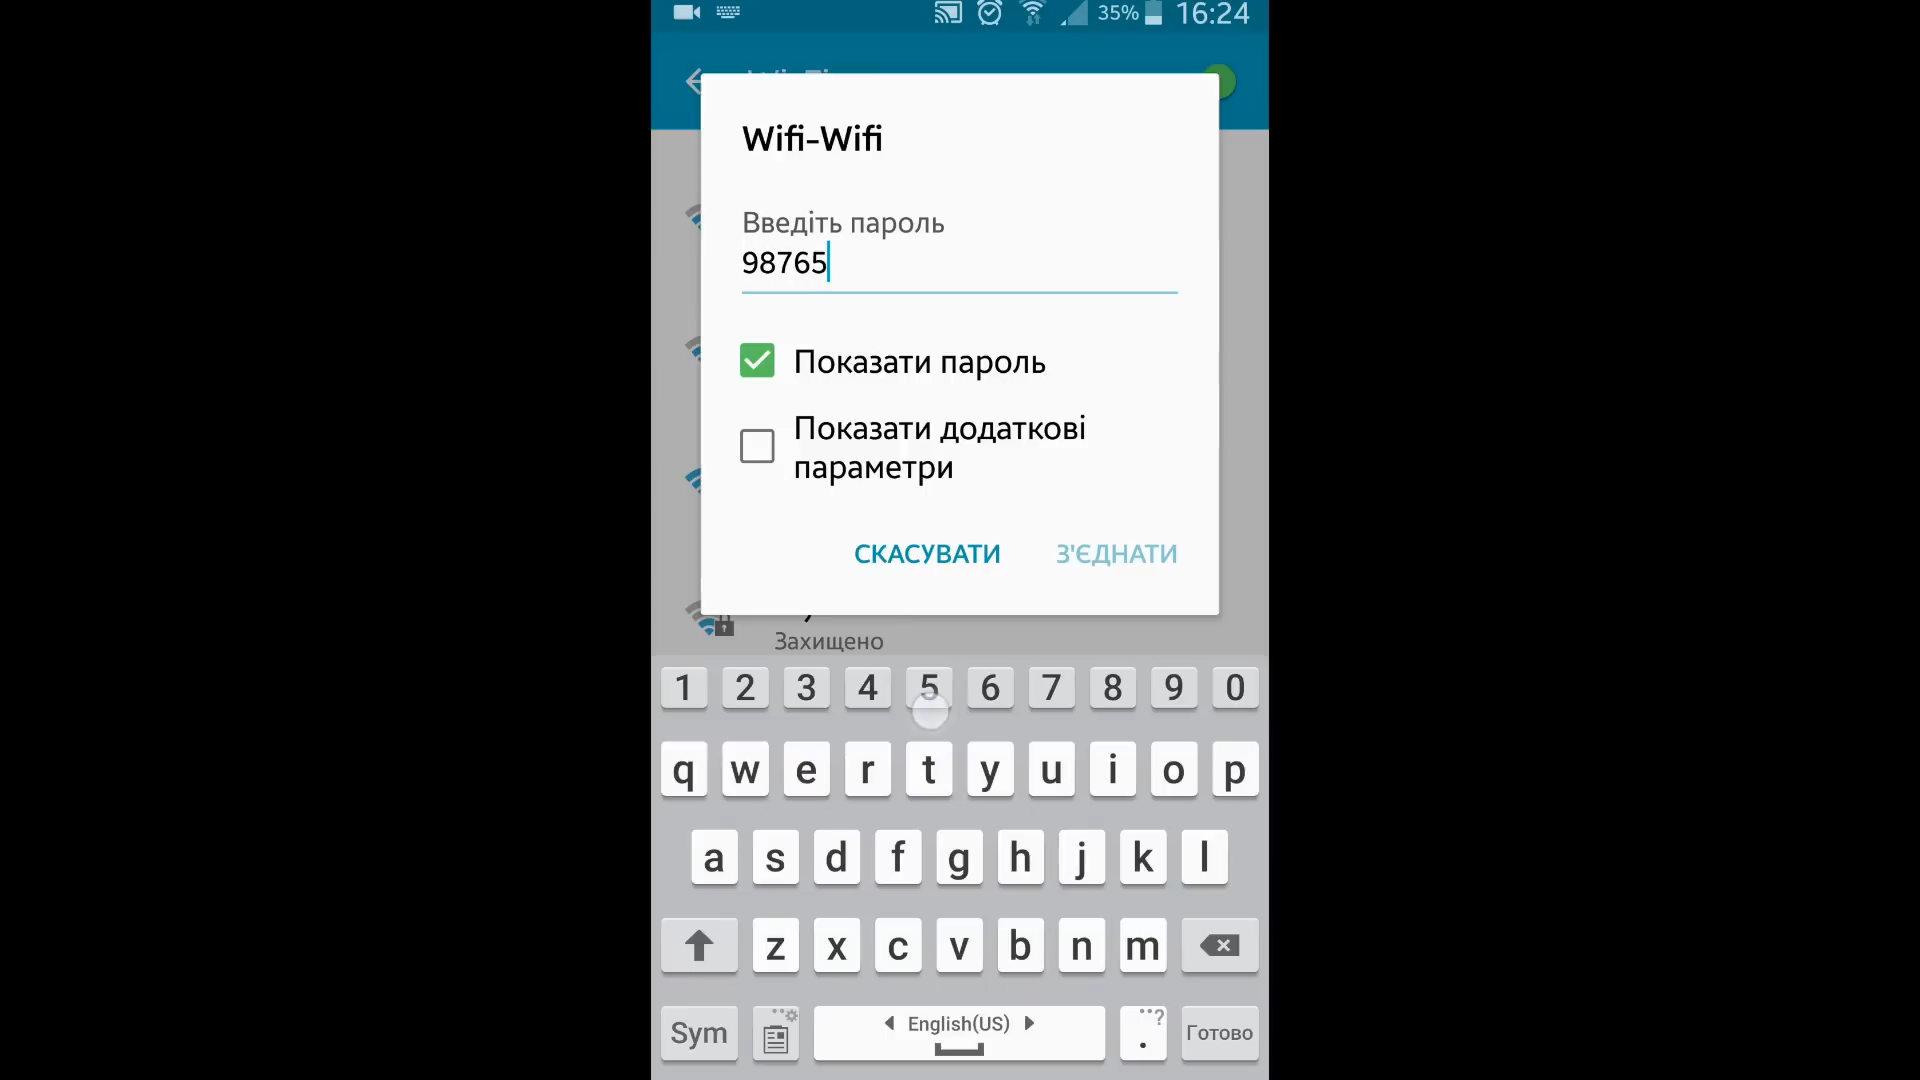 35% 16:24
Wifi-Wifi
Введіть пароль
98765
Показати пароль
Показати додаткові
параметри
СКАСУВАТИ З'ЄДНАТИ
Захищено
1 2 3 4 5 6 7 8 9 0
q w e r t y u i o p
a s d f g h j k l
z x c v b n m
Sym English(US) . ? Готово